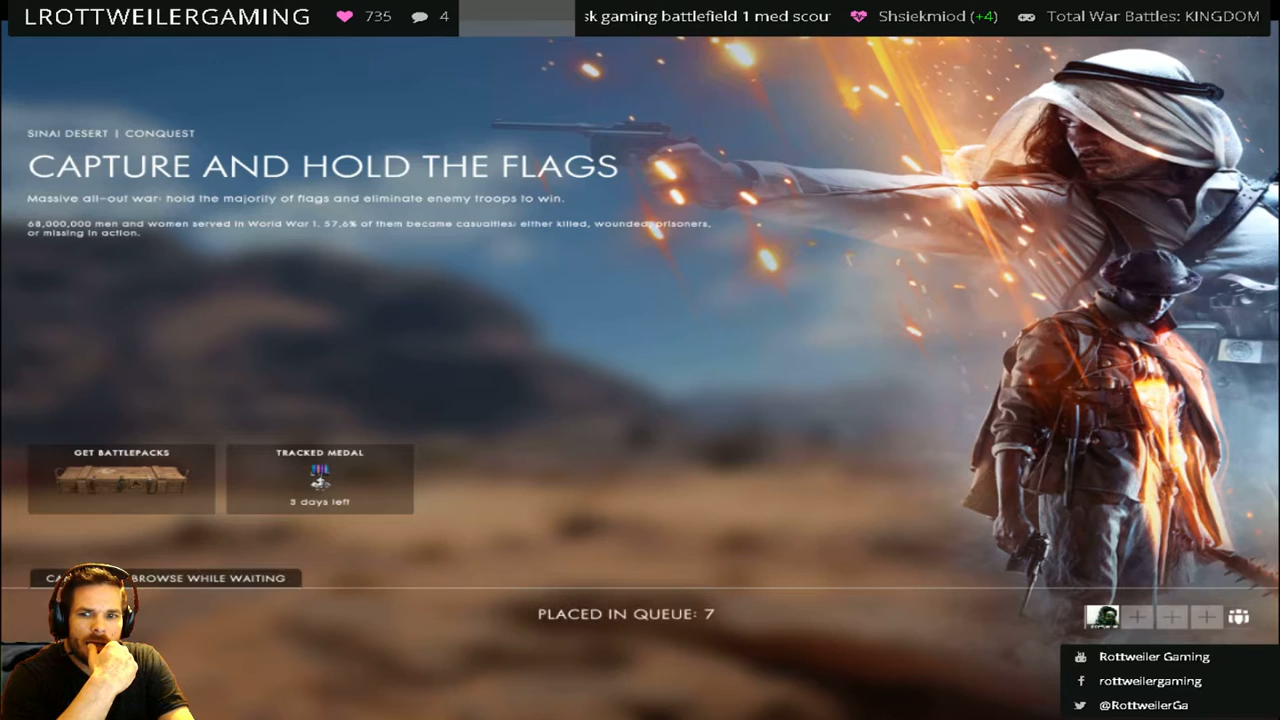 LROTTWEILERGAMING 735 4
sk gaming battlefield 1 med scour Shsiekmiod (+4) Total War Battles: KINGDOM
SINAI DESERT | CONQUEST
CAPTURE AND HOLD THE FLAGS
Massive all-out war: hold the majority of flags and eliminate enemy troops to win.
68,000,000 men and women served in World War 1. 57,6% of them became casualties: either killed, wounded, prisoners,
or missing in action.
GET BATTLEPACKS
TRACKED MEDAL
3 days left
BROWSE WHILE WAITING
PLACED IN QUEUE: 7
Rottweiler Gaming
rottweilergaming
@RottweilerGa